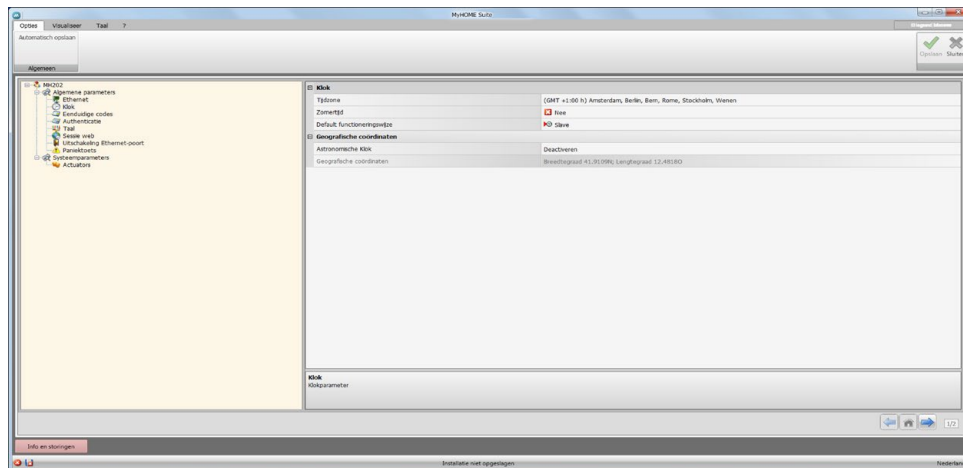 MyHOME Suite
Opties Visualiseer Taal ?
Automatisch opslaan
Opslaan Sluiten
Algemeen
MH202
Algemene parameters
Ethernet
Klok
Eenduidige codes
Authenticatie
Taal
Sessie web
Uitschakeling Ethernet-poort
Paniektoets
Systeemparameters
Actuators
Klok
Tijdzone (GMT +1:00 h) Amsterdam, Berlin, Bern, Rome, Stockholm, Wenen
Zomertijd Nee
Default functioneringswijze Slave
Geografische coördinaten
Astronomische Klok Deactiveren
Geografische coördinaten Breedtegraad 41.9109N; Lengtegraad 12.4818O
Klok
Klokparameter
1/2
Info en storingen
Installatie niet opgeslagen
Nederlan